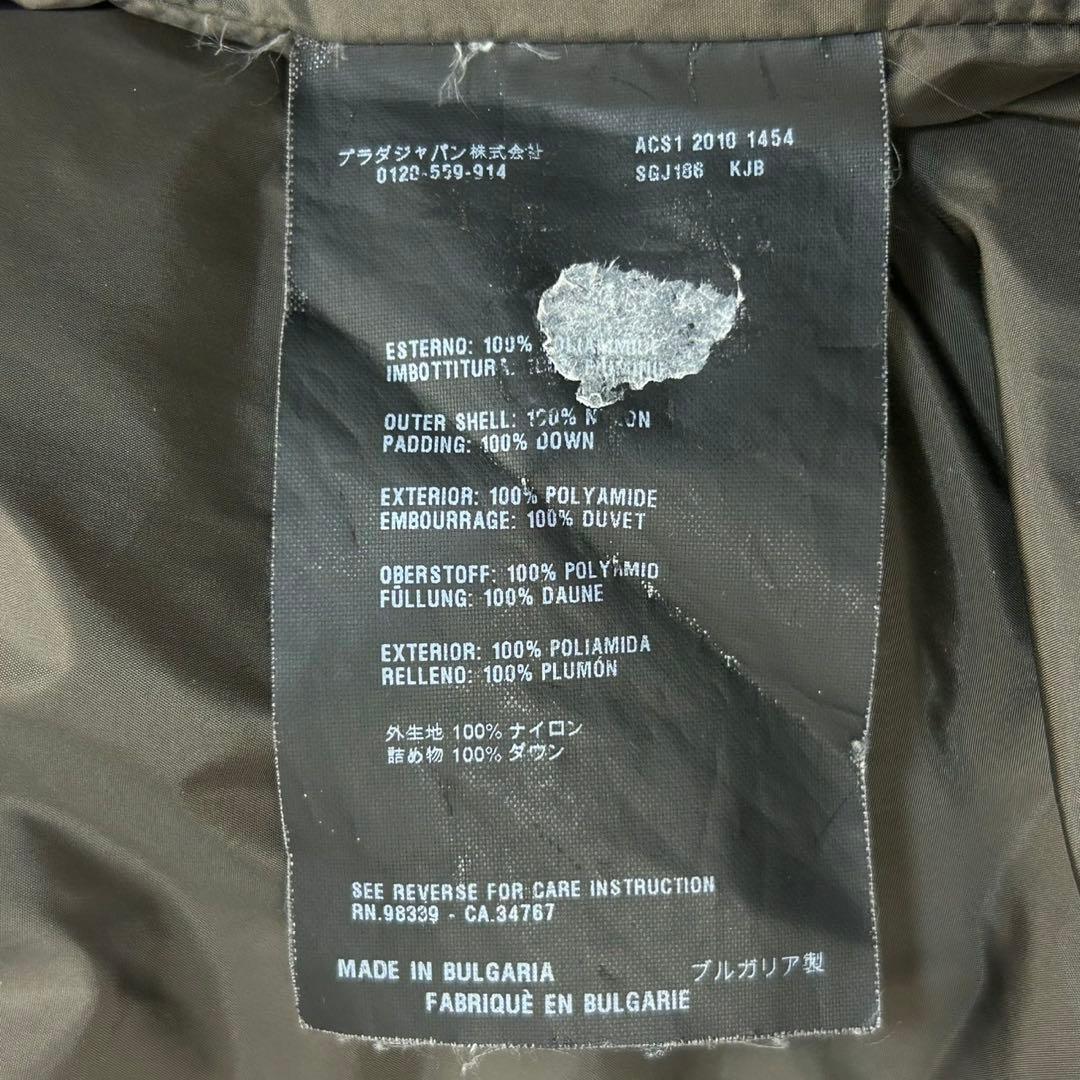 プラダジャパン株式会社
0120-559-914
ACS1 2010 1454
SGJ186 KJB
ESTERNO: 100% POLIAMMIDE
IMBOTTITURA:
OUTER SHELL: 100% NYLON
PADDING: 100% DOWN
EXTERIOR: 100% POLYAMIDE
EMBOURRAGE: 100% DUVET
OBERSTOFF: 100% POLYAMID
FÜLLUNG: 100% DAUNE
EXTERIOR: 100% POLIAMIDA
RELLENO: 100% PLUMÓN
外生地 100% ナイロン
詰め物 100% ダウン
SEE REVERSE FOR CARE INSTRUCTION
RN.98339 - CA.34767
MADE IN BULGARIA
ブルガリア製
FABRIQUÈ EN BULGARIE